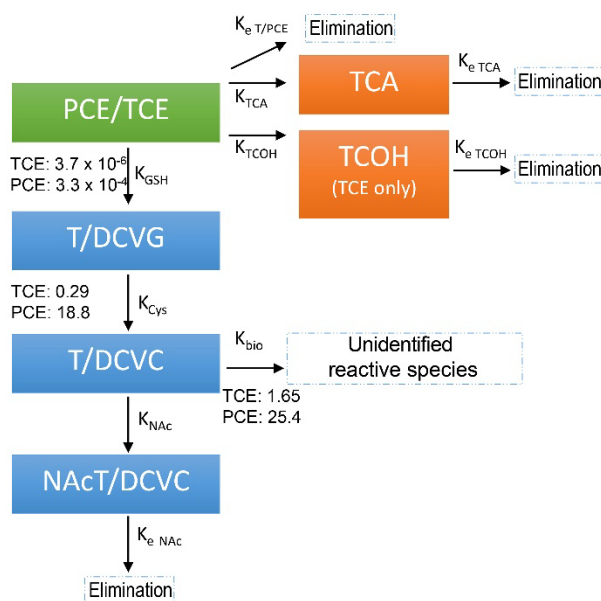 K e T/PCE
Elimination
PCE/TCE
K TCA
TCA
K e TCA
Elimination
K TCOH
TCOH
(TCE only)
K e TCOH
Elimination
TCE: 3.7 x 10-6
PCE: 3.3 x 10-4
K GSH
T/DCVG
TCE: 0.29
PCE: 18.8
K Cys
T/DCVC
K bio
Unidentified
reactive species
TCE: 1.65
PCE: 25.4
K NAc
NAcT/DCVC
K e NAc
Elimination